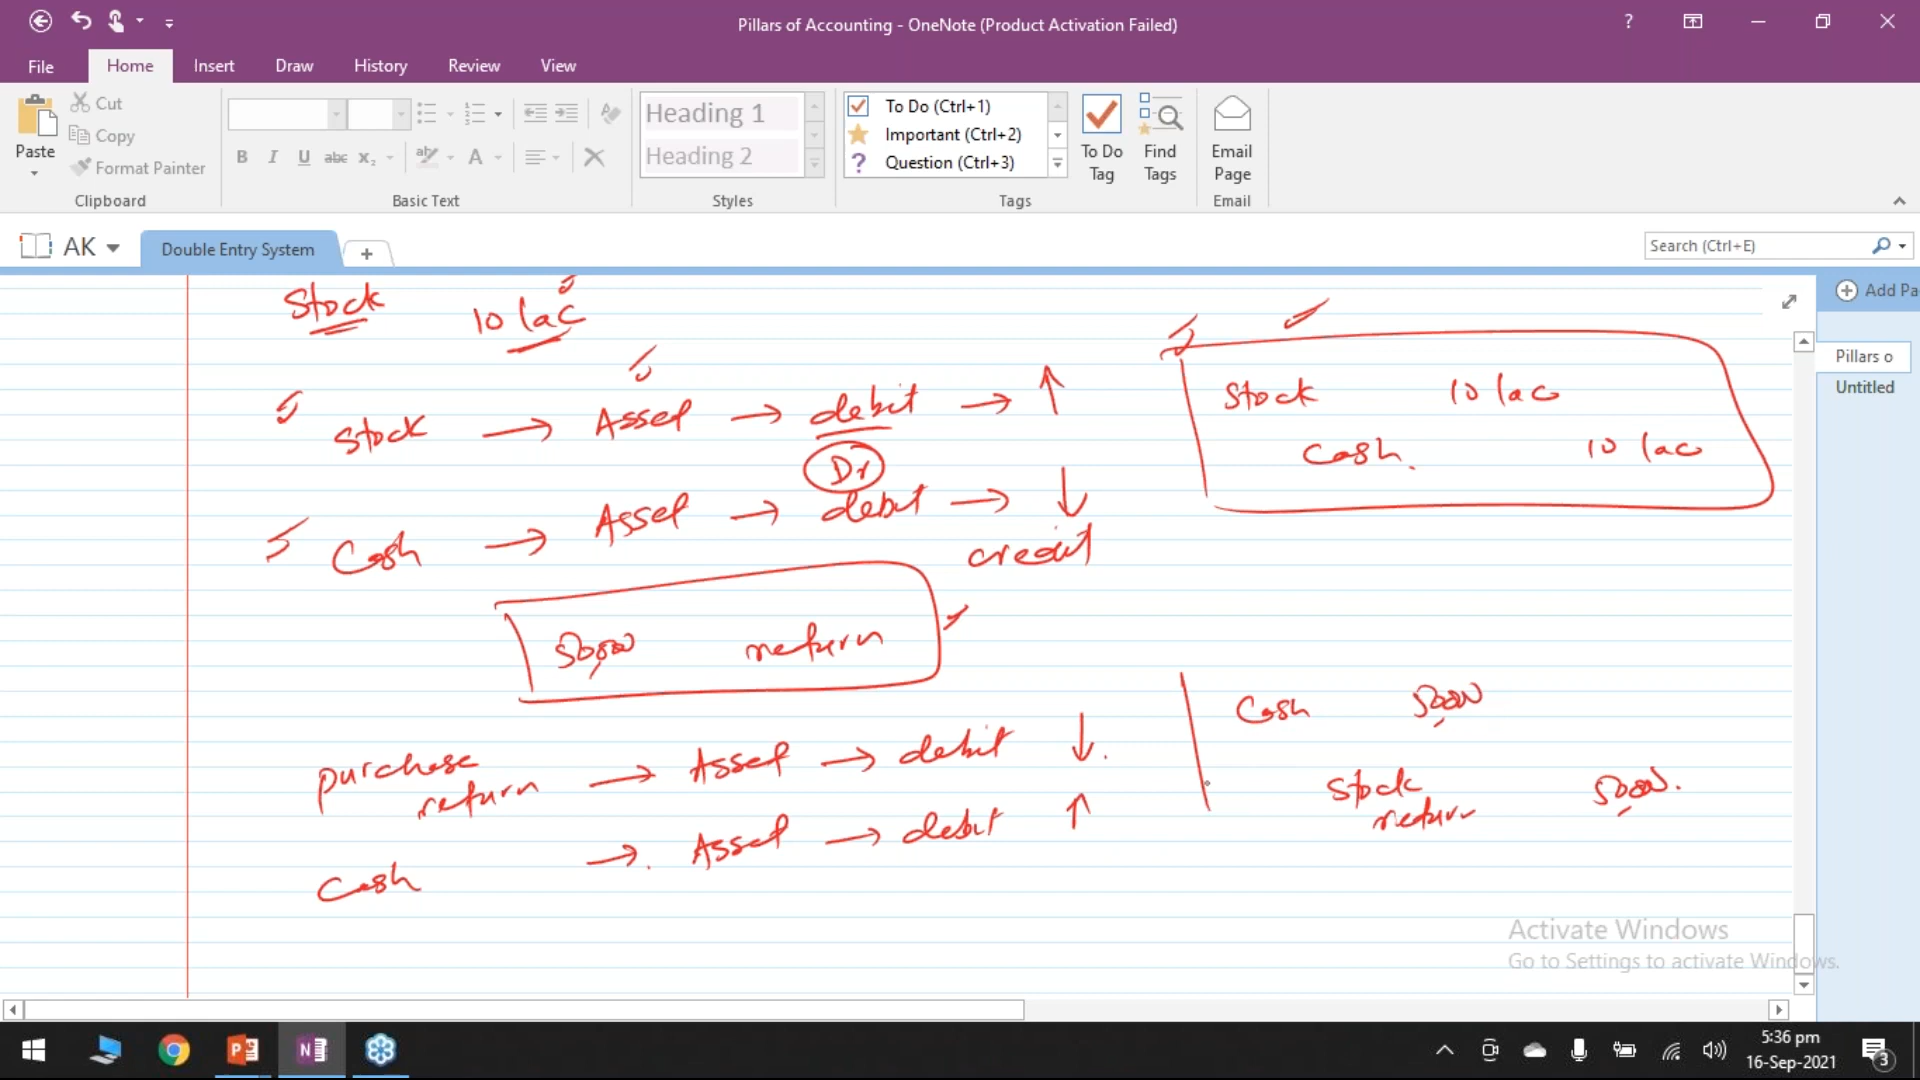 Pillars of Accounting - OneNote (Product Activation Failed)
?
File Home Insert Draw History Review View
Paste
Cut
Copy
Format Painter
Clipboard
B I U abc x₂ A
Basic Text
Heading 1
Heading 2
Styles
To Do (Ctrl+1)
Important (Ctrl+2)
Question (Ctrl+3)
Tags
To Do Tag
Find Tags
Email Page
Email
AK
Double Entry System
+
Search (Ctrl+E)
Add Pa
Pillars o
Untitled
Stock 10 lac
Stock → Asset → debit → ↑
Dr
Cash → Asset → debit → ↓
credit
Stock 10 lac
Cash. 10 lac
return
purchase return → Asset → debit ↓.
Cash → Asset → debit ↑
Cash
Stock return
Activate Windows
Go to Settings to activate Windows.
5:36 pm
16-Sep-2021
3